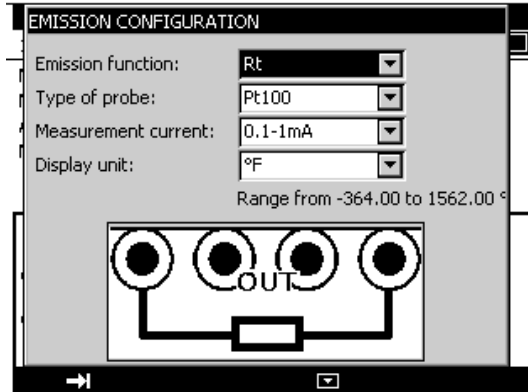 EMISSION CONFIGURATION
Emission function: Rt
Type of probe: Pt100
Measurement current: 0.1-1mA
Display unit: °F
Range from -364.00 to 1562.00 °
OUT